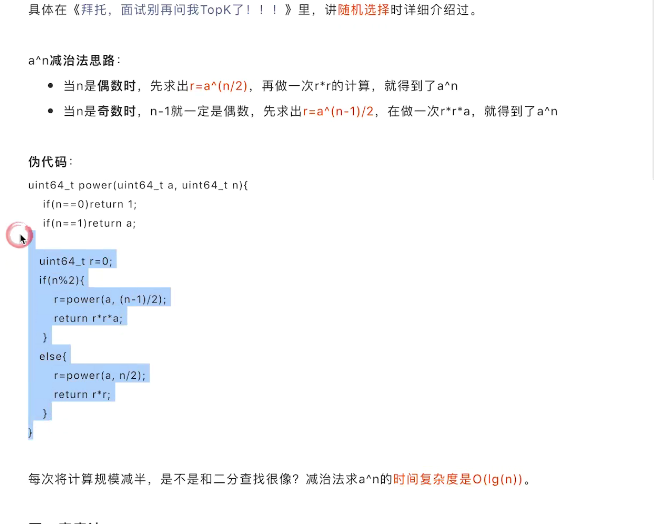 具体在《拜托，面试别再问我TopK了！！！》里，讲随机选择时详细介绍过。
a^n减治法思路：
当n是偶数时，先求出r=a^(n/2)，再做一次r*r的计算，就得到了a^n
当n是奇数时，n-1就一定是偶数，先求出r=a^(n-1)/2，在做一次r*r*a，就得到了a^n
伪代码：
uint64_t power(uint64_t a, uint64_t n){
if(n==0)return 1;
if(n==1)return a;
uint64_t r=0;
if(n%2){
r=power(a, (n-1)/2);
return r*r*a;
}
else{
r=power(a, n/2);
return r*r;
}
}
每次将计算规模减半，是不是和二分查找很像？减治法求a^n的时间复杂度是O(lg(n))。